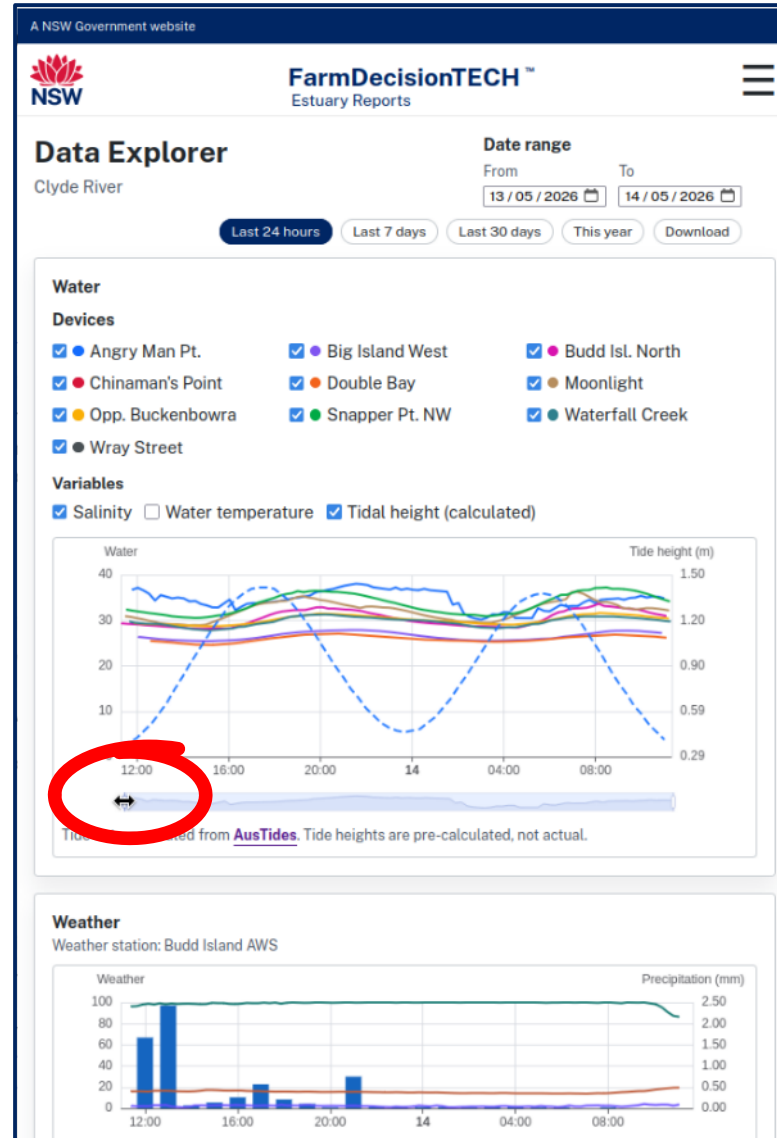 A NSW Government website
NSW
FarmDecisionTECH ™
Estuary Reports
Data Explorer
Clyde River
Date range
From To
13 / 05 / 2026 14 / 05 / 2026
Last 24 hours Last 7 days Last 30 days This year Download
Water
Devices
Angry Man Pt. Big Island West Budd Isl. North
Chinaman's Point Double Bay Moonlight
Opp. Buckenbowra Snapper Pt. NW Waterfall Creek
Wray Street
Variables
Salinity Water temperature Tidal height (calculated)
Water Tide height (m)
40 1.50
30 1.20
20 0.90
10 0.59
0.29
12:00 16:00 20:00 14 04:00 08:00
from AusTides. Tide heights are pre-calculated, not actual.
Weather
Weather station: Budd Island AWS
Weather Precipitation (mm)
100 2.50
80 2.00
60 1.50
40 1.00
20 0.50
0 0.00
12:00 16:00 20:00 14 04:00 08:00